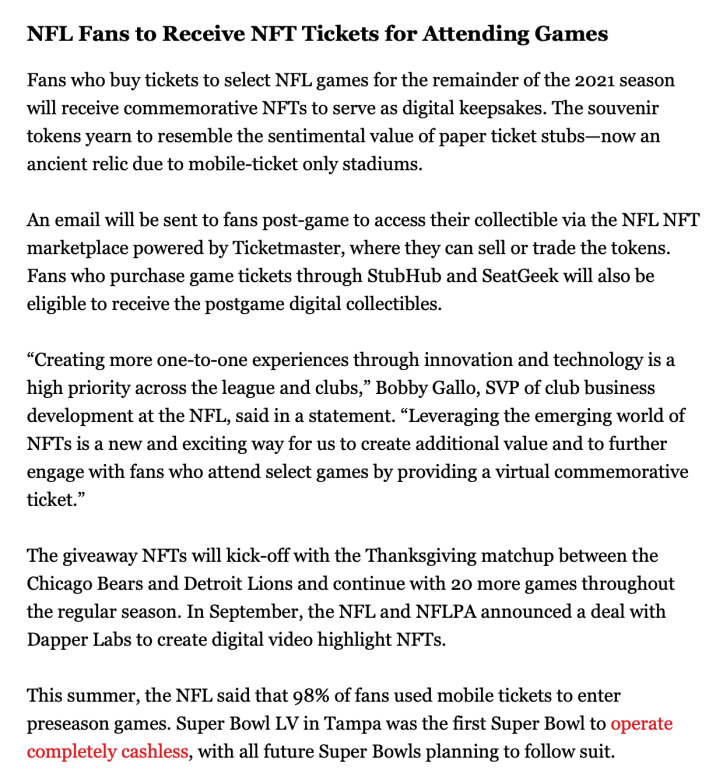 NFL Fans to Receive NFT Tickets for Attending Games
Fans who buy tickets to select NFL games for the remainder of the 2021 season
will receive commemorative NFTs to serve as digital keepsakes. The souvenir
tokens yearn to resemble the sentimental value of paper ticket stubs—now an
ancient relic due to mobile-ticket only stadiums.
An email will be sent to fans post-game to access their collectible via the NFL NFT
marketplace powered by Ticketmaster, where they can sell or trade the tokens.
Fans who purchase game tickets through StubHub and SeatGeek will also be
eligible to receive the postgame digital collectibles.
“Creating more one-to-one experiences through innovation and technology is a
high priority across the league and clubs,” Bobby Gallo, SVP of club business
development at the NFL, said in a statement. “Leveraging the emerging world of
NFTs is a new and exciting way for us to create additional value and to further
engage with fans who attend select games by providing a virtual commemorative
ticket.”
The giveaway NFTs will kick-off with the Thanksgiving matchup between the
Chicago Bears and Detroit Lions and continue with 20 more games throughout
the regular season. In September, the NFL and NFLPA announced a deal with
Dapper Labs to create digital video highlight NFTs.
This summer, the NFL said that 98% of fans used mobile tickets to enter
preseason games. Super Bowl LV in Tampa was the first Super Bowl to operate
completely cashless, with all future Super Bowls planning to follow suit.